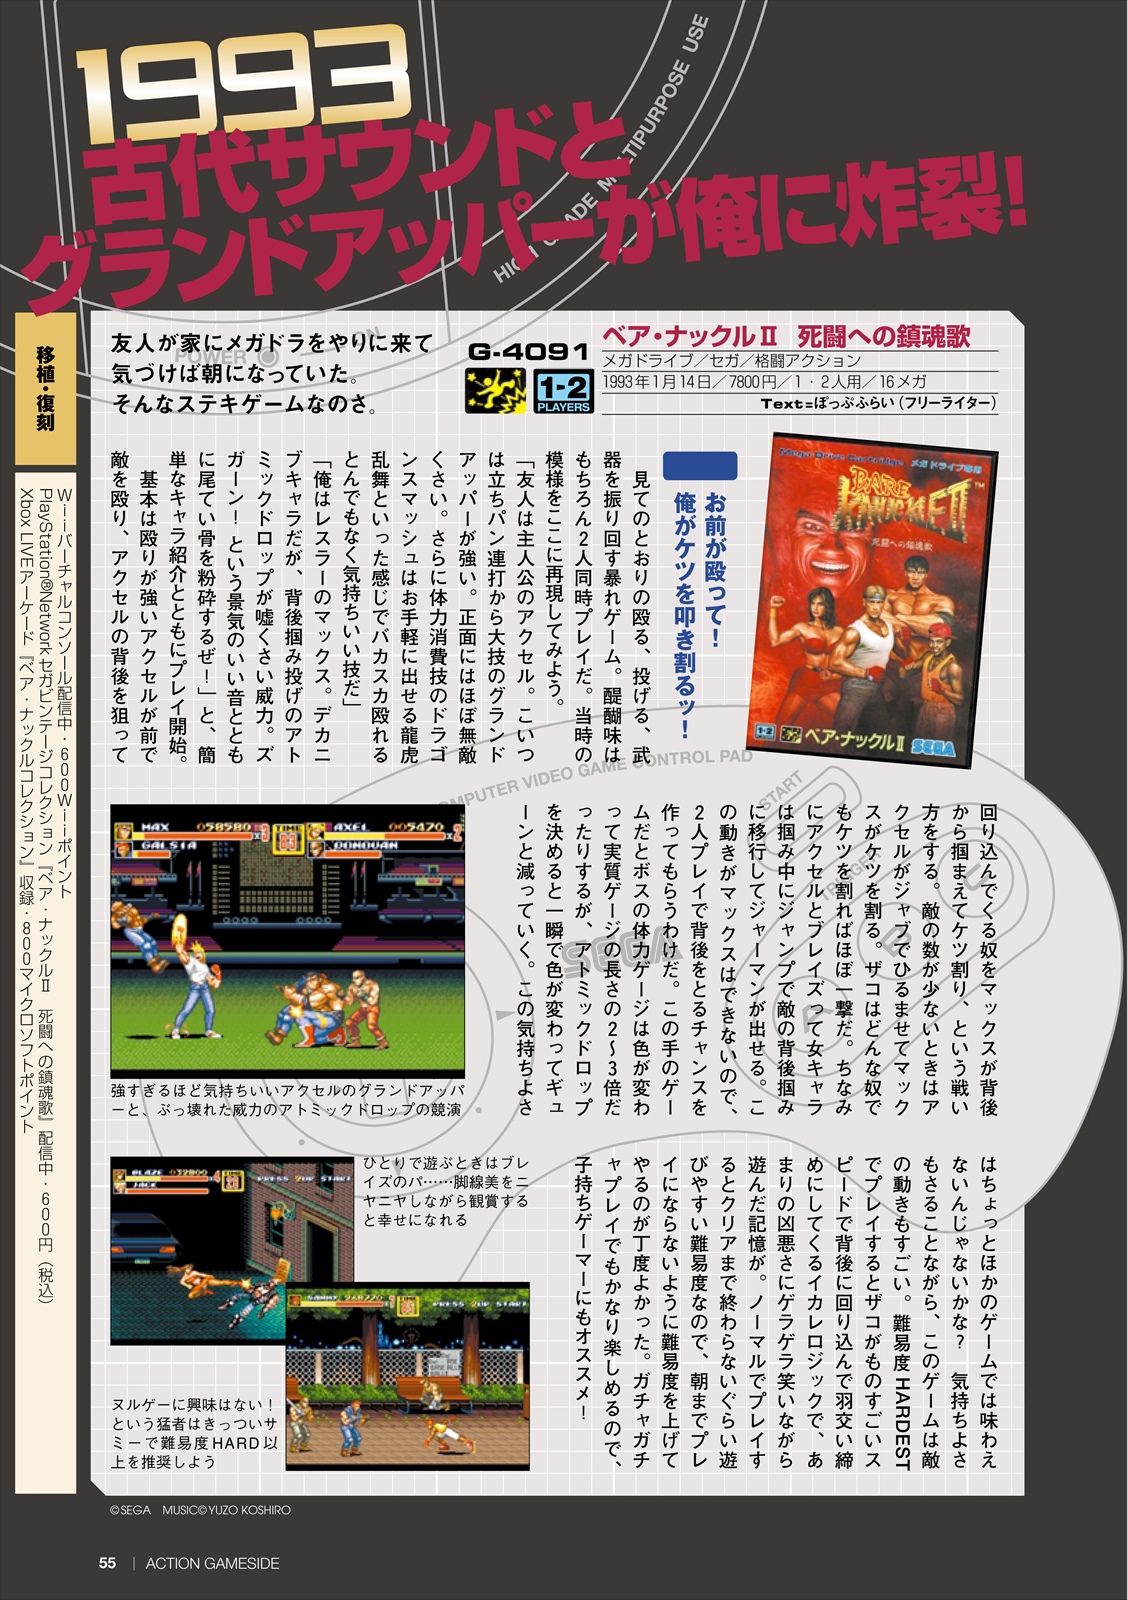 1993
古代サウンドと
グランドアッパーが俺に炸裂!
HIGH GRADE MULTIPURPOSE USE
POWER ON
移植・復刻
Wiiバーチャルコンソール配信中・600Wiiポイント
PlayStation®Network セガビンテージコレクション『ベア・ナックルⅡ 死闘への鎮魂歌』配信中・600円(税込)
Xbox LIVEアーケード『ベア・ナックルコレクション』収録・800マイクロソフトポイント
友人が家にメガドラをやりに来て
気づけば朝になっていた。
そんなステキゲームなのさ。
G-4091
1-2
PLAYERS
ベア・ナックルⅡ 死闘への鎮魂歌
メガドライブ/セガ/格闘アクション
1993年1月14日/7800円/1・2人用/16メガ
Text=ぽっぷふらい(フリーライター)
Mega Drive Cartridge メガドライブ専用
BARE
KNUCKLE II
™
死闘への鎮魂歌
1-2
ベア・ナックルⅡ
SEGA
お前が殴って!
俺がケツを叩き割るッ!
見てのとおりの殴る、投げる、武
器を振り回す暴れゲーム。醍醐味は
もちろん2人同時プレイだ。当時の
模様をここに再現してみよう。
「友人は主人公のアクセル。こいつ
は立ちパン連打から大技のグランド
アッパーが強い。正面にはほぼ無敵
くさい。さらに体力消費技のドラゴ
ンスマッシュはお手軽に出せる龍虎
乱舞といった感じでバカスカ殴れる
とんでもなく気持ちいい技だ」
「俺はレスラーのマックス。デカニ
ブキャラだが、背後掴み投げのアト
ミックドロップが嘘くさい威力。ズ
ガーン!という景気のいい音ととも
に尾てい骨を粉砕するぜ!」と、簡
単なキャラ紹介とともにプレイ開始。
基本は殴りが強いアクセルが前で
敵を殴り、アクセルの背後を狙って
COMPUTER VIDEO GAME CONTROL PAD
START
TRIGGER
A
B
C
SEGA
回り込んでくる奴をマックスが背後
から掴まえてケツ割り、という戦い
方をする。敵の数が少ないときはア
クセルがジャブでひるませてマック
スがケツを割る。ザコはどんな奴で
もケツを割ればほぼ一撃だ。ちなみ
にアクセルとブレイズって女キャラ
は掴み中にジャンプで敵の背後掴み
に移行してジャーマンが出せる。こ
の動きがマックスはできないので、
2人プレイで背後をとるチャンスを
作ってもらうわけだ。この手のゲー
ムだとボスの体力ゲージは色が変わ
って実質ゲージの長さの2~3倍だ
ったりするが、アトミックドロップ
を決めると一瞬で色が変わってギュ
ーンと減っていく。この気持ちよさ
MAX 058580 3 TIME 03 AXEL 005470 2
GALSIA DONOVAN
強すぎるほど気持ちいいアクセルのグランドアッパ
ーと、ぶっ壊れた威力のアトミックドロップの競演
はちょっとほかのゲームでは味わえ
ないんじゃないかな? 気持ちよさ
もさることながら、このゲームは敵
の動きもすごい。難易度HARDEST
でプレイするとザコがものすごいス
ピードで背後に回り込んで羽交い締
めにしてくるイカレロジックで、あ
まりの凶悪さにゲラゲラ笑いながら
遊んだ記憶が。ノーマルでプレイす
るとクリアまで終わらないぐらい遊
びやすい難易度なので、朝までプレ
イにならないように難易度を上げて
やるのが丁度よかった。ガチャガチ
ャプレイでもかなり楽しめるので、
子持ちゲーマーにもオススメ!
BLAZE 032800 4 TIME PRESS 2UP START
JACK
ひとりで遊ぶときはブレ
イズのパ……脚線美をニ
ヤニヤしながら観賞する
と幸せになれる
SAMMY 268720 TIME PRESS 2UP START
ヌルゲーに興味はない!
という猛者はきっついサ
ミーで難易度HARD以
上を推奨しよう
©SEGA MUSIC©YUZO KOSHIRO
55 | ACTION GAMESIDE